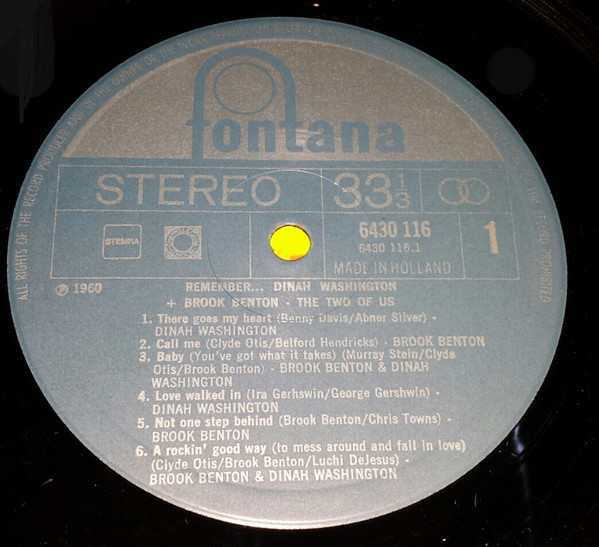 ALL RIGHTS OF THE RECORD PRODUCER AND OF THE OWNER OF THE
fontana
STEREO 33 1/3
STEMRA 6430 116 1
6430 116.1
MADE IN HOLLAND
℗ 1960
REMEMBER... DINAH WASHINGTON
+ BROOK BENTON - THE TWO OF US
1. There goes my heart (Benny Davis/Abner Silver) -
DINAH WASHINGTON
2. Call me (Clyde Otis/Belford Hendricks) - BROOK BENTON
3. Baby (You've got what it takes) (Murray Stein/Clyde
Otis/Brook Benton) - BROOK BENTON & DINAH
WASHINGTON
4. Love walked in (Ira Gerhswin/George Gershwin) -
DINAH WASHINGTON
5. Not one step behind (Brook Benton/Chris Towns) -
BROOK BENTON
6. A rockin' good way (to mess around and fall in love)
(Clyde Otis/Brook Benton/Luchi DeJesus) -
BROOK BENTON & DINAH WASHINGTON